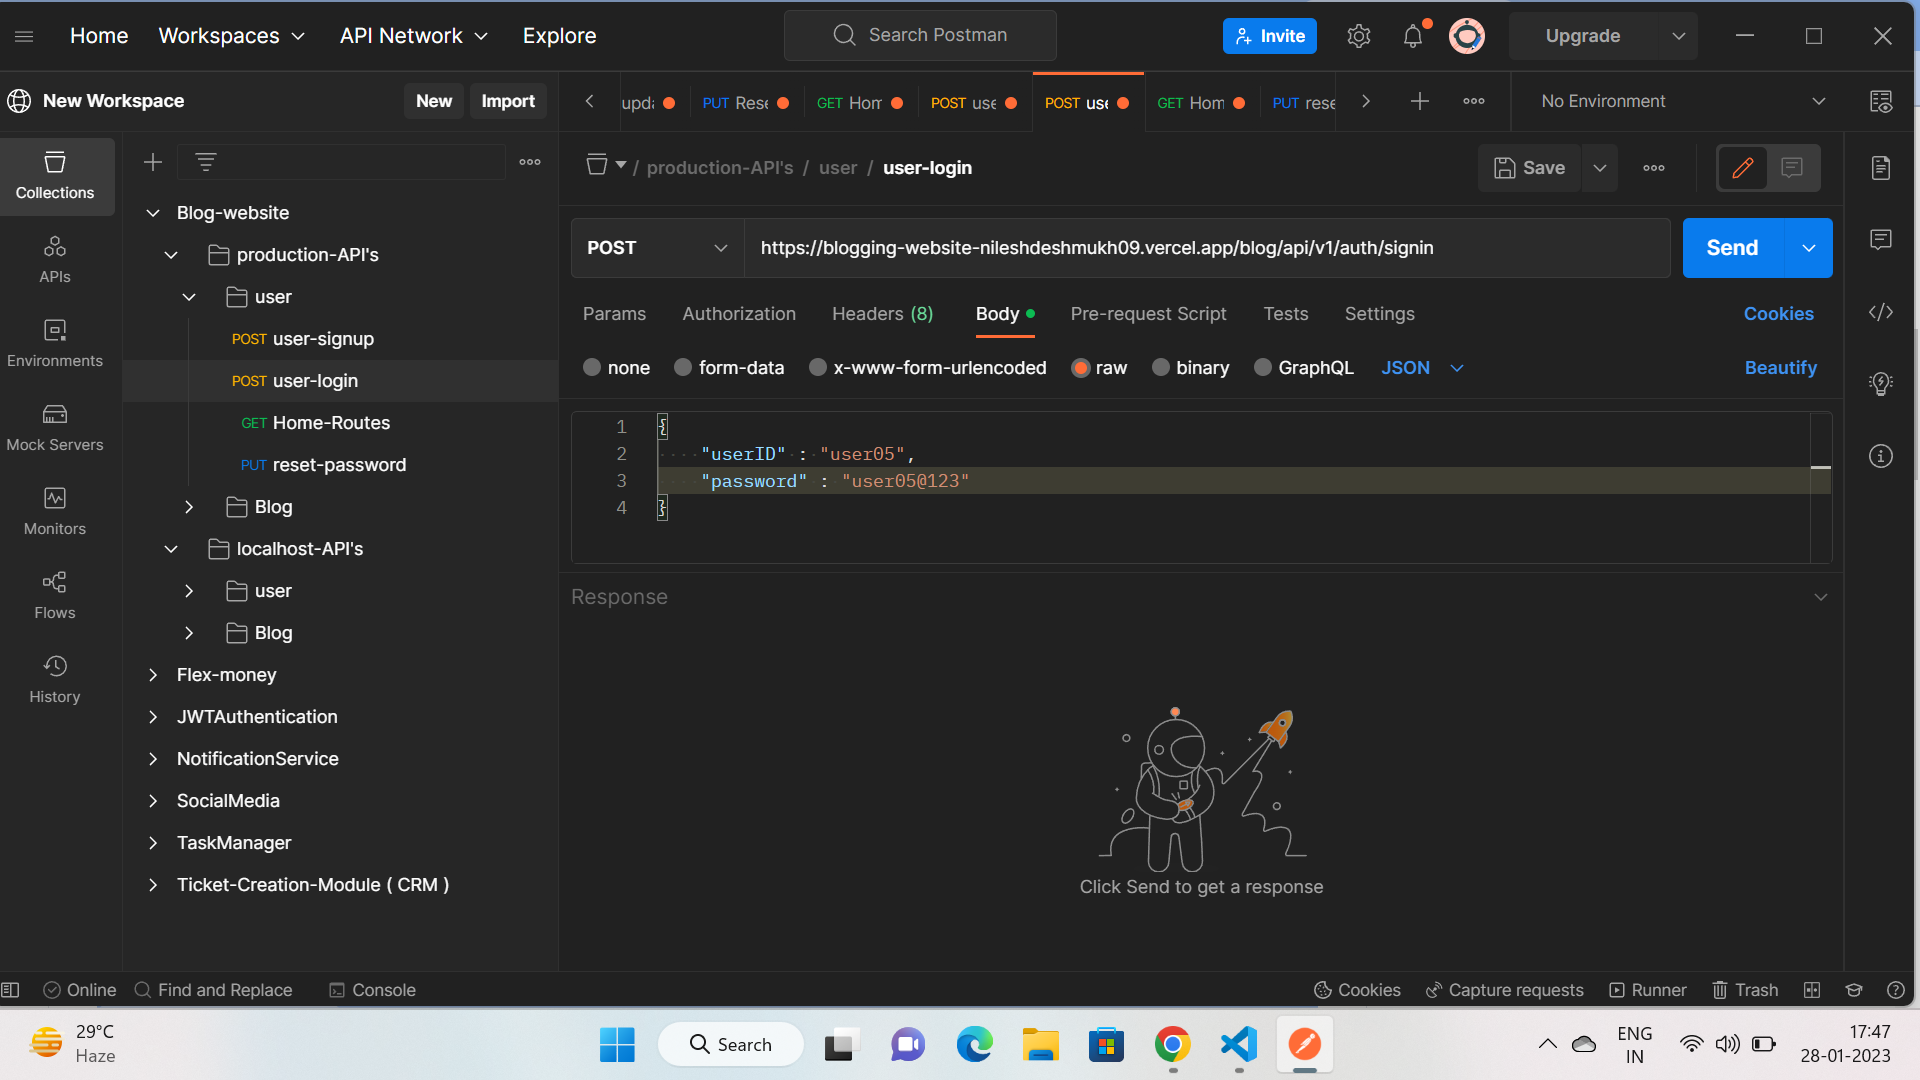 Home Workspaces API Network Explore Search Postman Invite Upgrade
New Workspace New Import
upda PUT Rese GET Hom POST use POST use GET Hom PUT rese No Environment
Collections
APIs
Environments
Mock Servers
Monitors
Flows
History
Blog-website
production-API's
user
POST user-signup
POST user-login
GET Home-Routes
PUT reset-password
Blog
localhost-API's
user
Blog
Flex-money
JWTAuthentication
NotificationService
SocialMedia
TaskManager
Ticket-Creation-Module ( CRM )
/ production-API's / user / user-login Save
POST https://blogging-website-nileshdeshmukh09.vercel.app/blog/api/v1/auth/signin Send
Params Authorization Headers (8) Body Pre-request Script Tests Settings Cookies
none form-data x-www-form-urlencoded raw binary GraphQL JSON Beautify
1 {
2 "userID" : "user05",
3 "password" : "user05@123"
4 }
Response
Click Send to get a response
Online Find and Replace Console Cookies Capture requests Runner Trash
29°C
Haze
Search
ENG
IN
17:47
28-01-2023